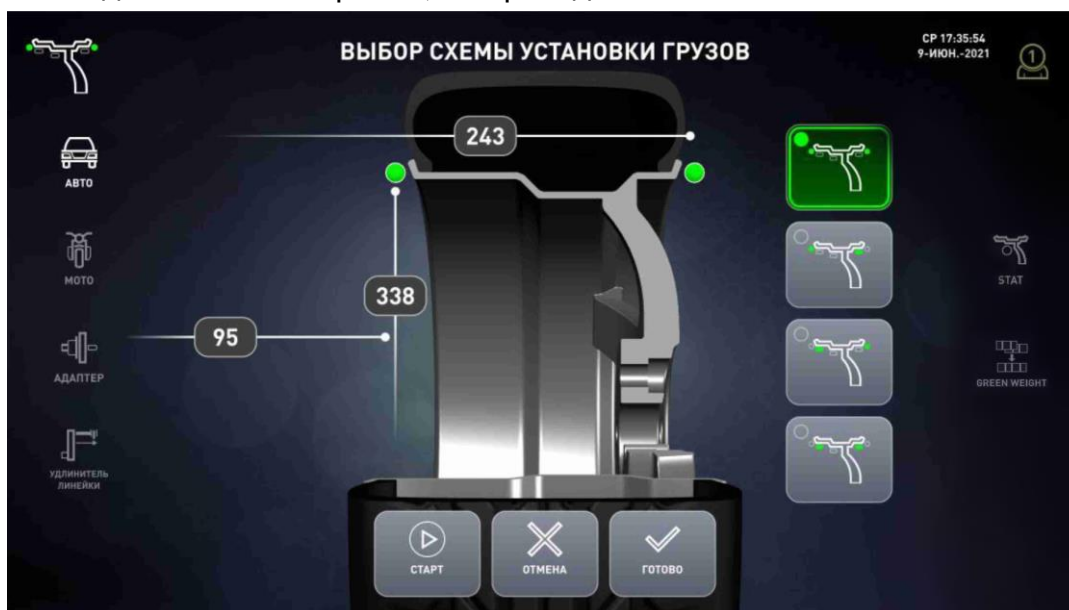 ВЫБОР СХЕМЫ УСТАНОВКИ ГРУЗОВ
СР 17:35:54
9-ИЮН.-2021
1
243
АВТО
338
МОТО
STAT
95
АДАПТЕР
GREEN WEIGHT
УДЛИНИТЕЛЬ
ЛИНЕЙКИ
СТАРТ
ОТМЕНА
ГОТОВО